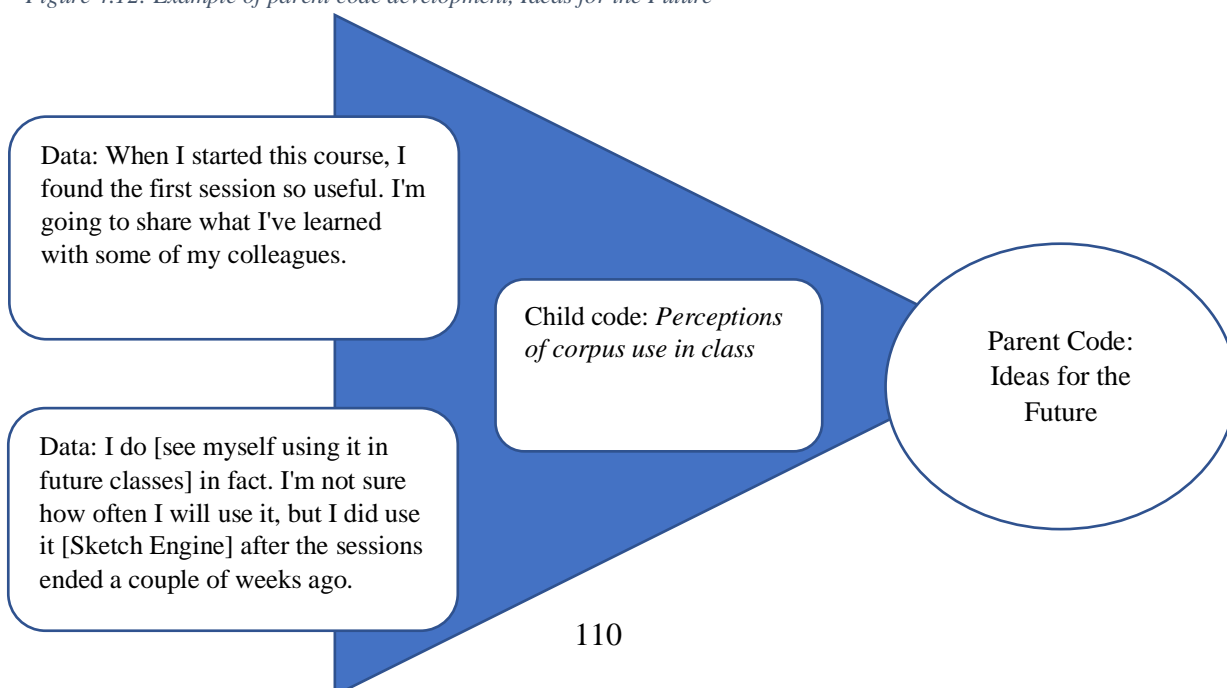 Figure 4.12: Example of parent code development, Ideas for the Future
Data: When I started this course, I
found the first session so useful. I'm
going to share what I've learned
with some of my colleagues.
Child code: Perceptions
of corpus use in class
Parent Code:
Ideas for the
Future
Data: I do [see myself using it in
future classes] in fact. I'm not sure
how often I will use it, but I did use
it [Sketch Engine] after the sessions
ended a couple of weeks ago.
110